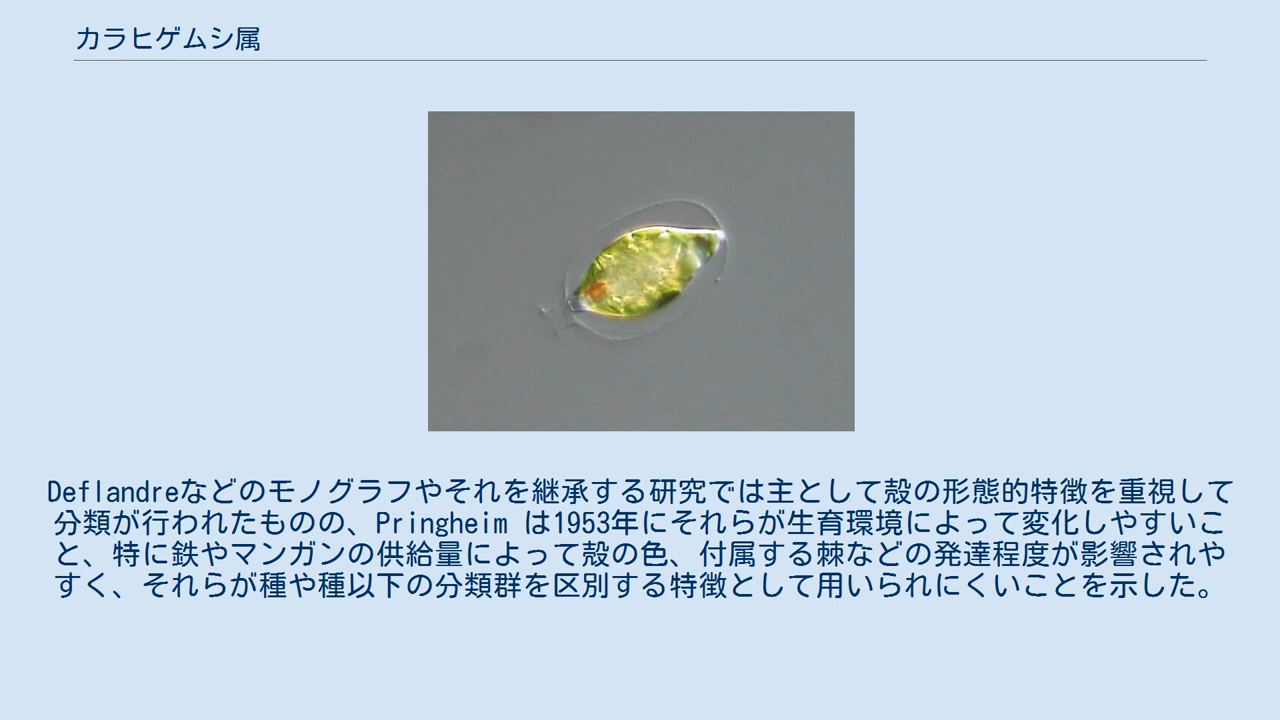 カラヒゲムシ属
Deflandreなどのモノグラフやそれを継承する研究では主として殻の形態的特徴を重視して
分類が行われたものの、Pringheim は1953年にそれらが生育環境によって変化しやすいこ
と、特に鉄やマンガンの供給量によって殻の色、付属する棘などの発達程度が影響されや
すく、それらが種や種以下の分類群を区別する特徴として用いられにくいことを示した。